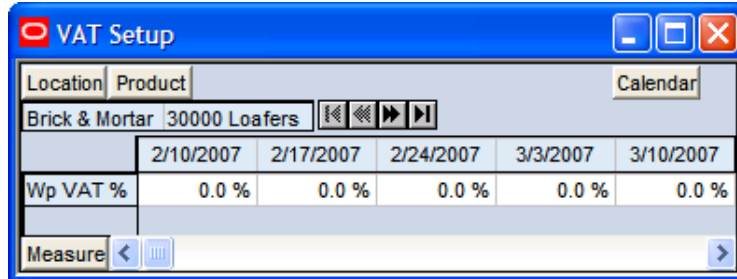 VAT Setup
Location Product Calendar
Brick & Mortar 30000 Loafers
2/10/2007 2/17/2007 2/24/2007 3/3/2007 3/10/2007
Wp VAT % 0.0 % 0.0 % 0.0 % 0.0 % 0.0 %
Measure